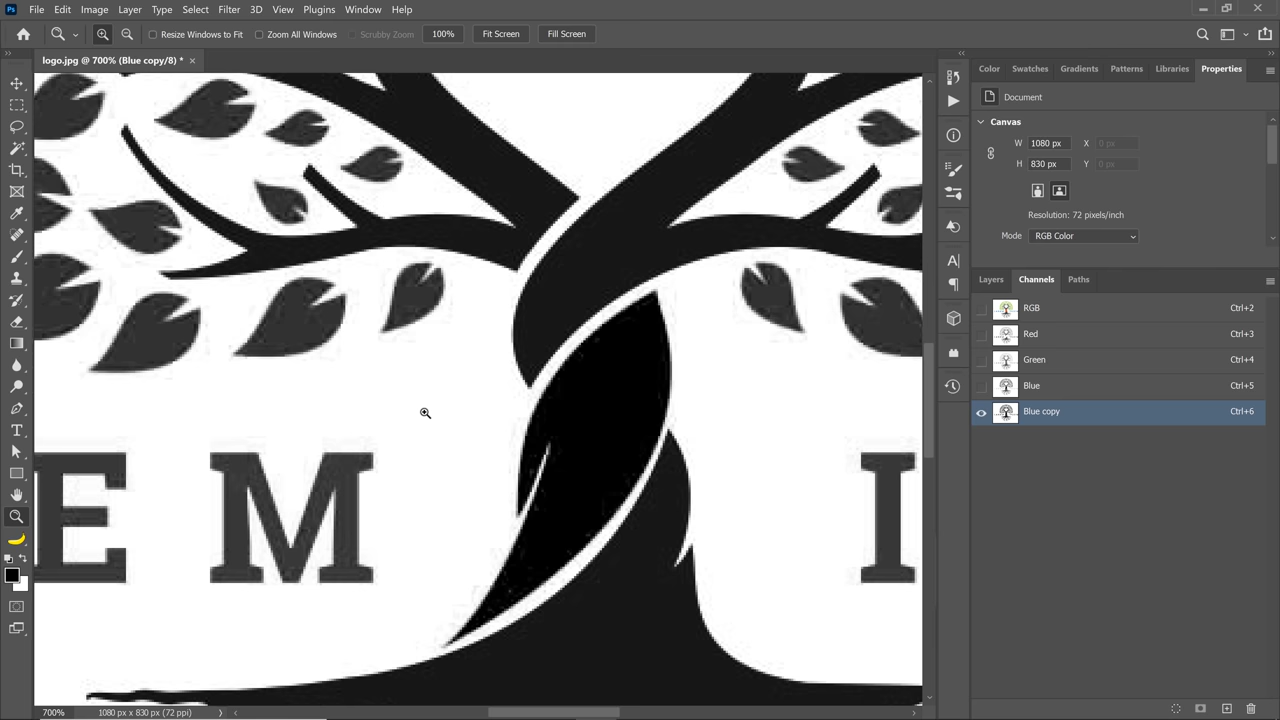 Ps File Edit Image Layer Type Select Filter 3D View Plugins Window Help
Resize Windows to Fit Zoom All Windows Scrubby Zoom 100% Fit Screen Fill Screen
logo.jpg @ 700% (Blue copy/8) * ×
Color Swatches Gradients Patterns Libraries Properties
Document
Canvas
W 1080 px X 0 px
H 830 px Y 0 px
Resolution: 72 pixels/inch
Mode RGB Color
Layers Channels Paths
RGB Ctrl+2
Red Ctrl+3
Green Ctrl+4
Blue Ctrl+5
Blue copy Ctrl+6
E M I
700% 1080 px x 830 px (72 ppi)